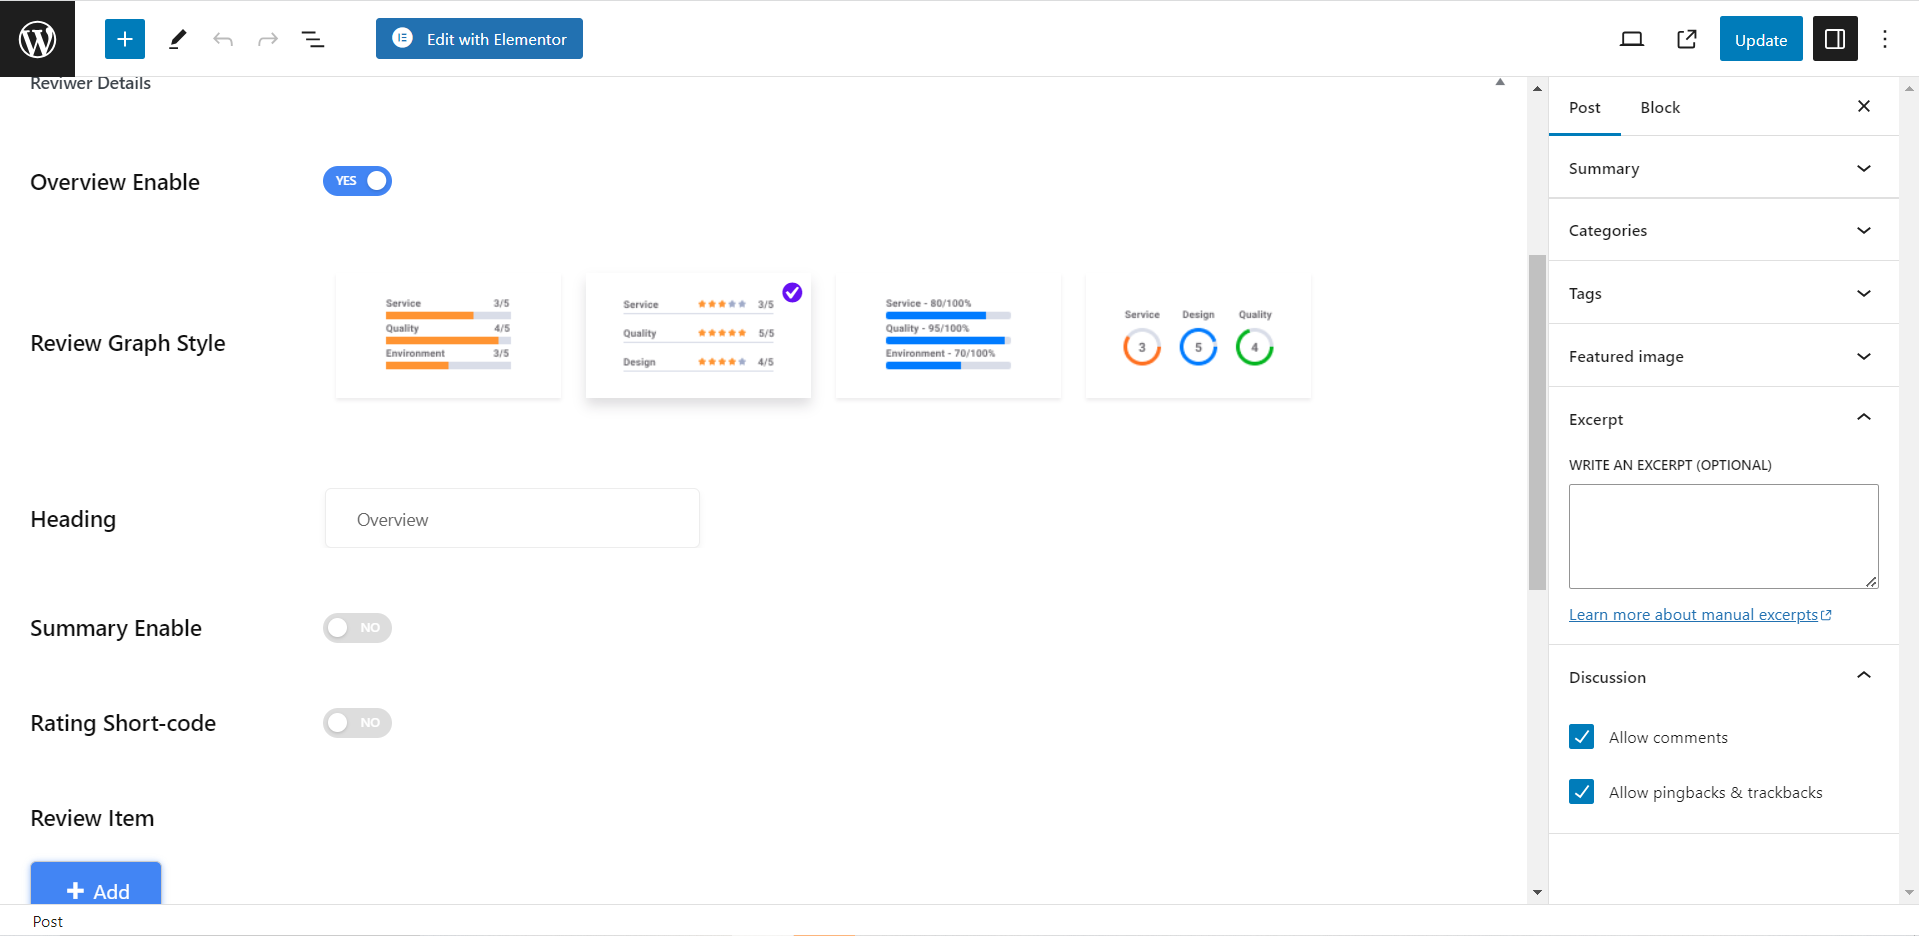 Edit with Elementor
Update
Reviwer Details
Overview Enable
YES
Review Graph Style
Service 3/5
Quality 4/5
Environment 3/5
Service 3/5
Quality 5/5
Design 4/5
Service - 80/100%
Quality - 95/100%
Environment - 70/100%
Service Design Quality
3 5 4
Heading
Overview
Summary Enable
NO
Rating Short-code
NO
Review Item
Add
Post
Post Block
Summary
Categories
Tags
Featured image
Excerpt
WRITE AN EXCERPT (OPTIONAL)
Learn more about manual excerpts
Discussion
Allow comments
Allow pingbacks & trackbacks